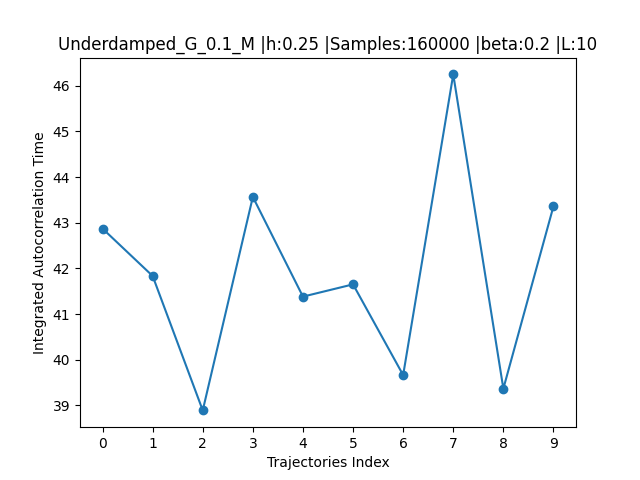 Underdamped_G_0.1_M |h:0.25 |Samples:160000 |beta:0.2 |L:10
46
45
44
43
42
41
40
39
Integrated Autocorrelation Time
0 1 2 3 4 5 6 7 8 9
Trajectories Index